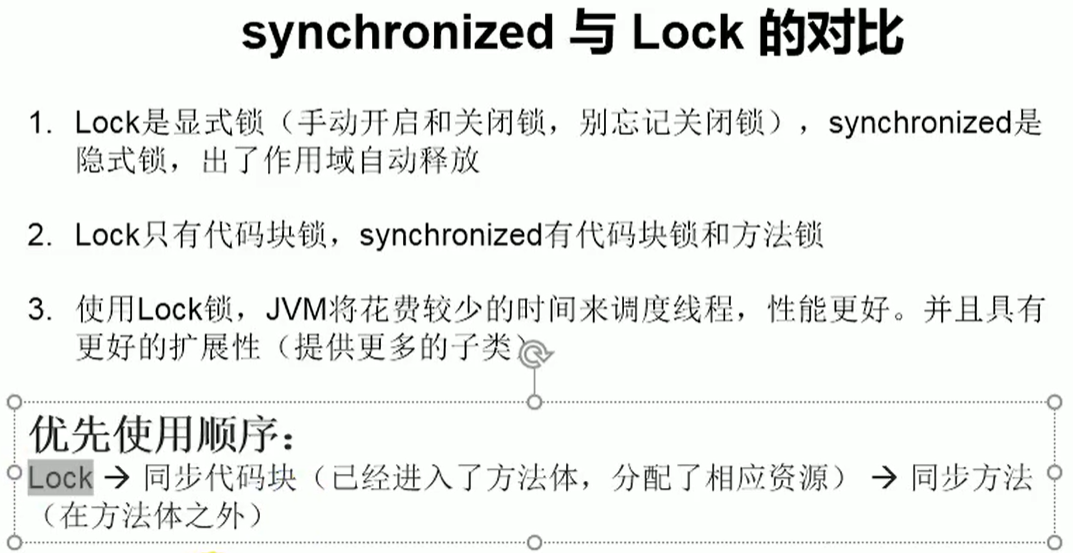 synchronized 与 Lock 的对比
1. Lock是显式锁（手动开启和关闭锁，别忘记关闭锁），synchronized是
隐式锁，出了作用域自动释放
2. Lock只有代码块锁，synchronized有代码块锁和方法锁
3. 使用Lock锁，JVM将花费较少的时间来调度线程，性能更好。并且具有
更好的扩展性（提供更多的子类）
优先使用顺序：
Lock → 同步代码块（已经进入了方法体，分配了相应资源） → 同步方法
（在方法体之外）